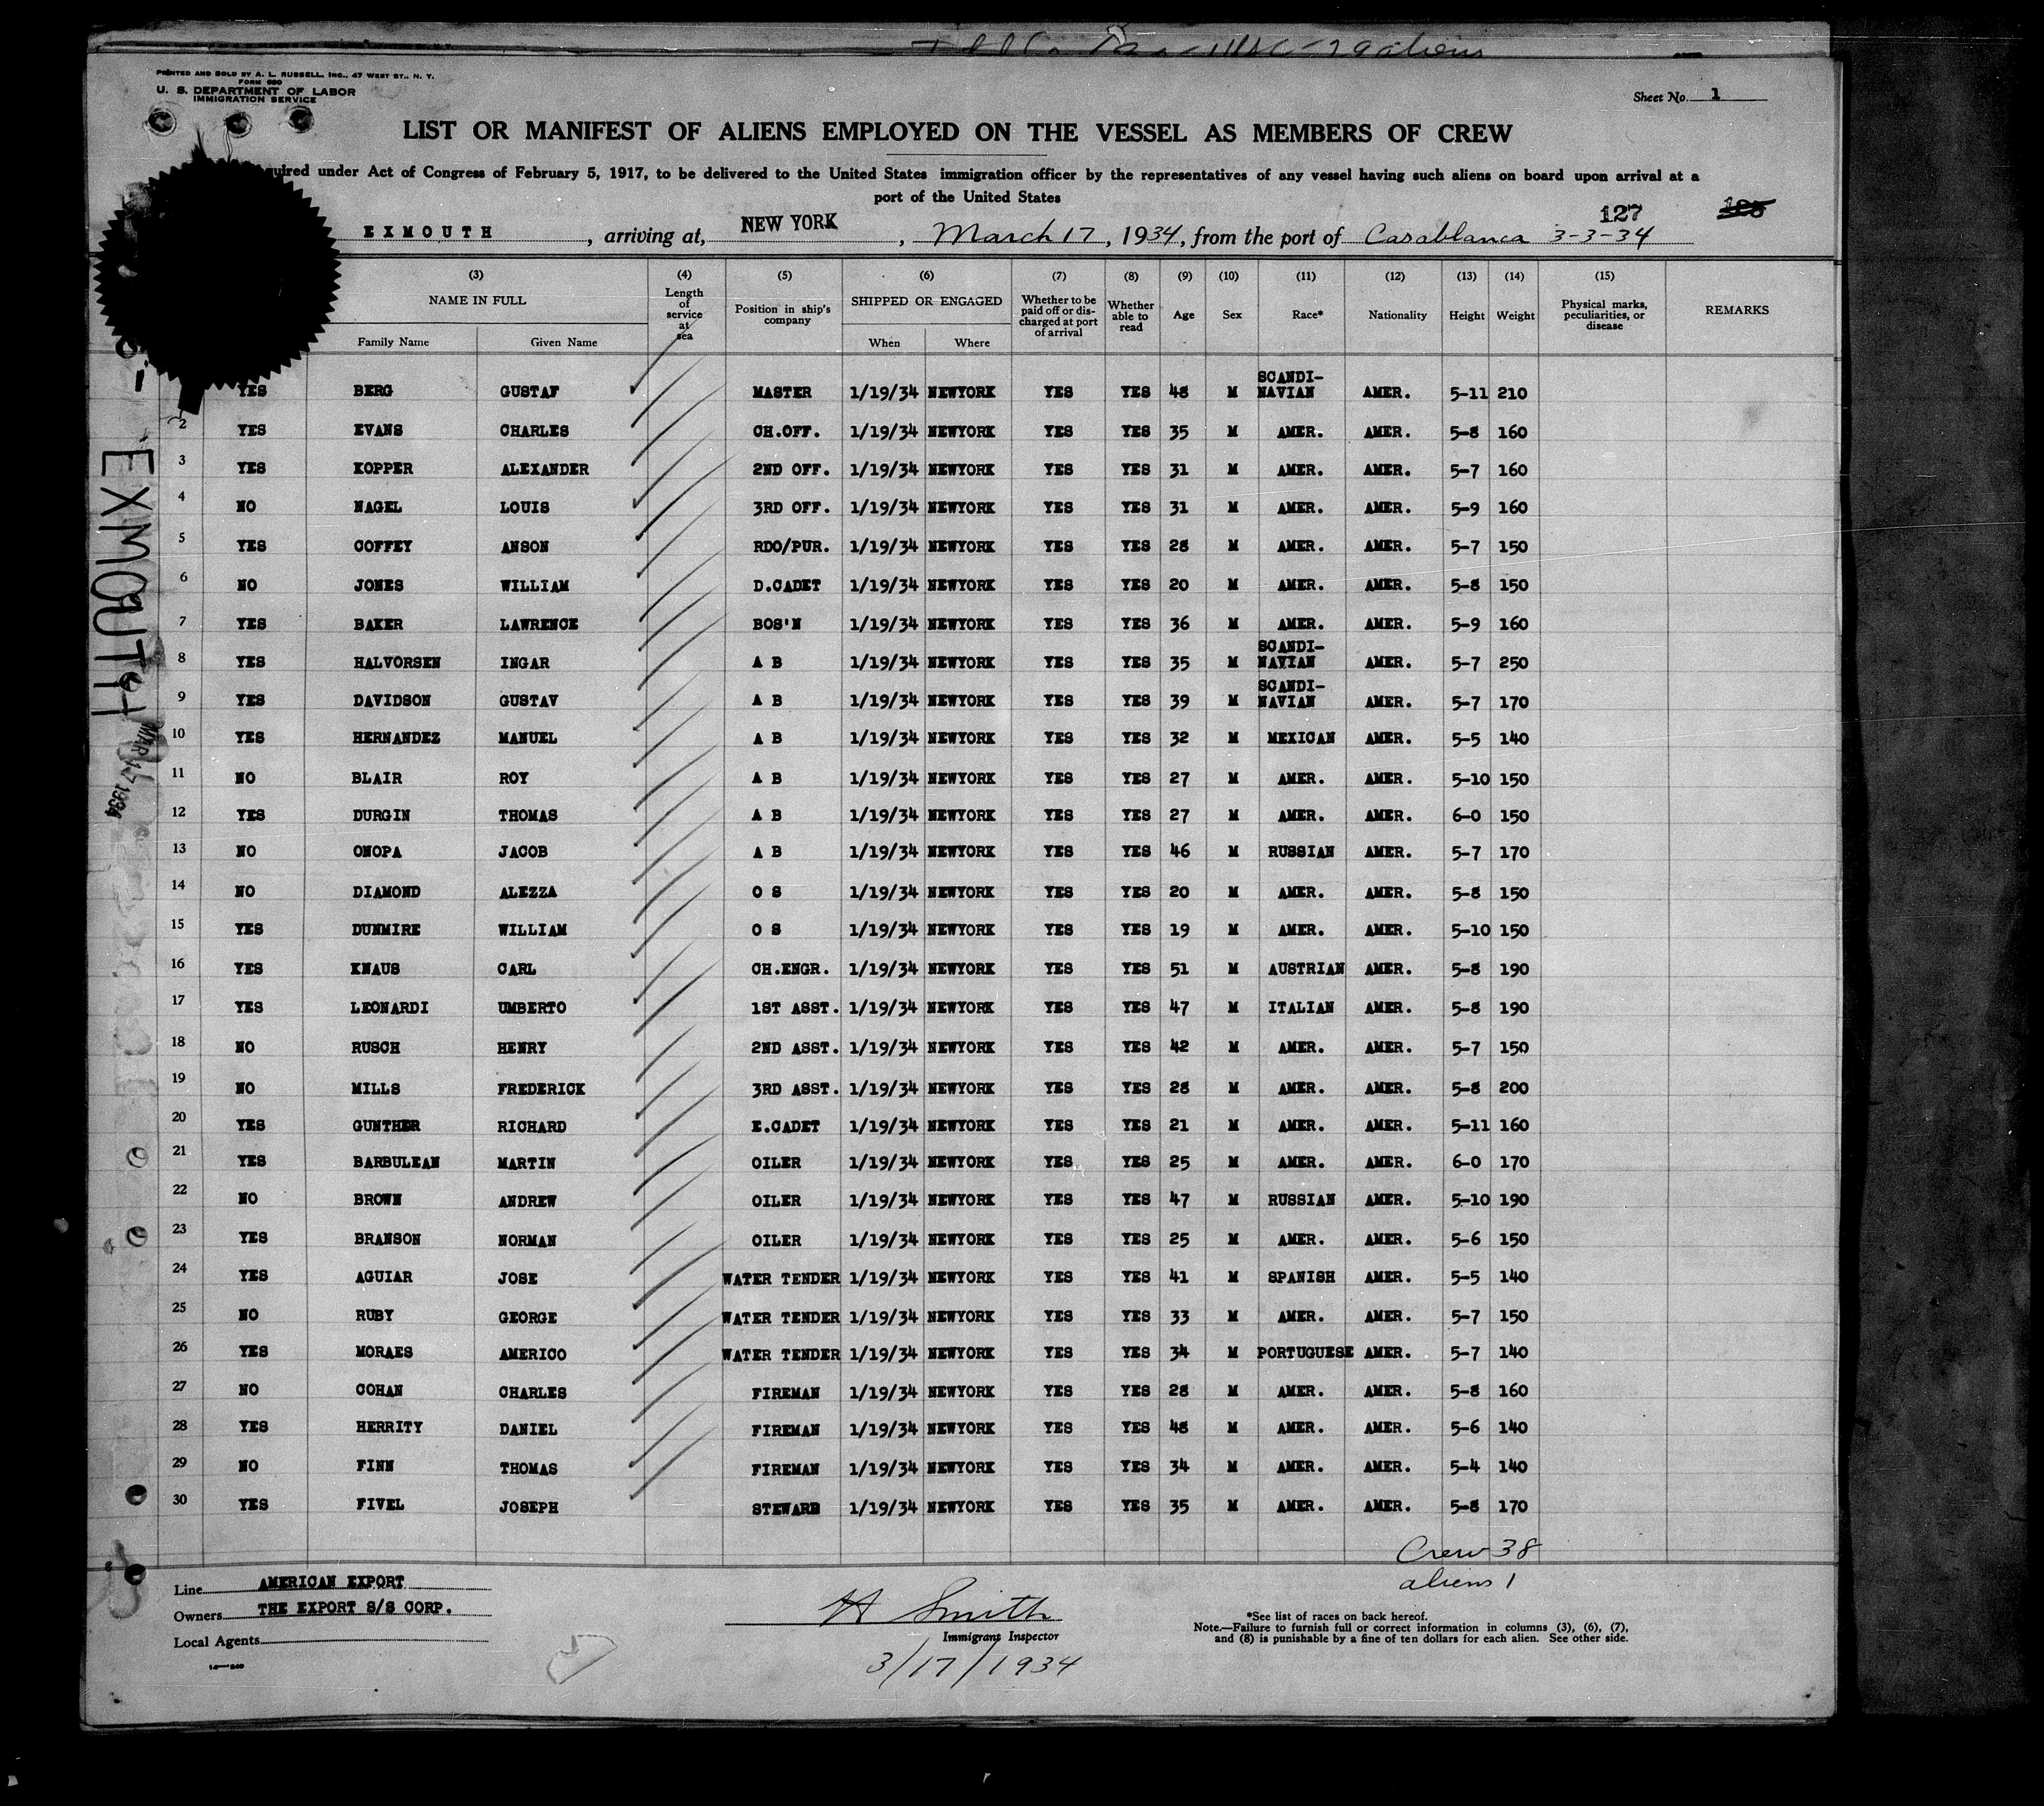 PRINTED AND SOLD BY A. L. RUSSELL, INC., 47 WEST ST., N. Y.
FORM 680
U. S. DEPARTMENT OF LABOR
IMMIGRATION SERVICE
Sheet No. 1
LIST OR MANIFEST OF ALIENS EMPLOYED ON THE VESSEL AS MEMBERS OF CREW
under Act of Congress of February 5, 1917, to be delivered to the United States immigration officer by the representatives of any vessel having such aliens on board upon arrival at a
port of the United States
127
EXMOUTH, arriving at, NEW YORK, March 17, 1934, from the port of Casablanca 3-3-34
(3) (4) (5) (6) (7) (8) (9) (10) (11) (12) (13) (14) (15)
NAME IN FULL Length of service at sea Position in ship's company SHIPPED OR ENGAGED Whether to be paid off or discharged at port of arrival Whether able to read Age Sex Race* Nationality Height Weight Physical marks, peculiarities, or disease REMARKS
Family Name Given Name When Where
YES BERG GUSTAF MASTER 1/19/34 NEWYORK YES YES 48 M SCANDI-NAVIAN AMER. 5-11 210
2 YES EVANS CHARLES CH.OFF. 1/19/34 NEWYORK YES YES 35 M AMER. AMER. 5-8 160
3 YES KOPPER ALEXANDER 2ND OFF. 1/19/34 NEWYORK YES YES 31 M AMER. AMER. 5-7 160
4 NO NAGEL LOUIS 3RD OFF. 1/19/34 NEWYORK YES YES 31 M AMER. AMER. 5-9 160
5 YES COFFEY ANSON RDO/PUR. 1/19/34 NEWYORK YES YES 28 M AMER. AMER. 5-7 150
6 NO JONES WILLIAM D.CADET 1/19/34 NEWYORK YES YES 20 M AMER. AMER. 5-8 150
7 YES BAKER LAWRENCE BOS'N 1/19/34 NEWYORK YES YES 36 M AMER. AMER. 5-9 160
8 YES HALVORSEN INGAR A B 1/19/34 NEWYORK YES YES 35 M SCANDI-NAVIAN AMER. 5-7 250
9 YES DAVIDSON GUSTAV A B 1/19/34 NEWYORK YES YES 39 M SCANDI-NAVIAN AMER. 5-7 170
10 YES HERNANDEZ MANUEL A B 1/19/34 NEWYORK YES YES 32 M MEXICAN AMER. 5-5 140
11 NO BLAIR ROY A B 1/19/34 NEWYORK YES YES 27 M AMER. AMER. 5-10 150
12 YES DURGIN THOMAS A B 1/19/34 NEWYORK YES YES 27 M AMER. AMER. 6-0 150
13 NO ONOPA JACOB A B 1/19/34 NEWYORK YES YES 46 M RUSSIAN AMER. 5-7 170
14 NO DIAMOND ALEZZA O S 1/19/34 NEWYORK YES YES 20 M AMER. AMER. 5-8 150
15 YES DUNMIRE WILLIAM O S 1/19/34 NEWYORK YES YES 19 M AMER. AMER. 5-10 150
16 YES KNAUS CARL CH.ENGR. 1/19/34 NEWYORK YES YES 51 M AUSTRIAN AMER. 5-8 190
17 YES LEONARDI UMBERTO 1ST ASST. 1/19/34 NEWYORK YES YES 47 M ITALIAN AMER. 5-8 190
18 NO RUSCH HENRY 2ND ASST. 1/19/34 NEWYORK YES YES 42 M AMER. AMER. 5-7 150
19 NO MILLS FREDERICK 3RD ASST. 1/19/34 NEWYORK YES YES 28 M AMER. AMER. 5-8 200
20 YES GUNTHER RICHARD E.CADET 1/19/34 NEWYORK YES YES 21 M AMER. AMER. 5-11 160
21 YES BARBULEAN MARTIN OILER 1/19/34 NEWYORK YES YES 25 M AMER. AMER. 6-0 170
22 NO BROWN ANDREW OILER 1/19/34 NEWYORK YES YES 47 M RUSSIAN AMER. 5-10 190
23 YES BRANSON NORMAN OILER 1/19/34 NEWYORK YES YES 25 M AMER. AMER. 5-6 150
24 YES AGUIAR JOSE WATER TENDER 1/19/34 NEWYORK YES YES 41 M SPANISH AMER. 5-5 140
25 NO RUBY GEORGE WATER TENDER 1/19/34 NEWYORK YES YES 33 M AMER. AMER. 5-7 150
26 YES MORAES AMERICO WATER TENDER 1/19/34 NEWYORK YES YES 34 M PORTUGUESE AMER. 5-7 140
27 NO COHAN CHARLES FIREMAN 1/19/34 NEWYORK YES YES 28 M AMER. AMER. 5-8 160
28 YES HERRITY DANIEL FIREMAN 1/19/34 NEWYORK YES YES 48 M AMER. AMER. 5-6 140
29 NO FINN THOMAS FIREMAN 1/19/34 NEWYORK YES YES 34 M AMER. AMER. 5-4 140
30 YES FIVEL JOSEPH STEWARD 1/19/34 NEWYORK YES YES 35 M AMER. AMER. 5-8 170
Crew 38
aliens 1
Line AMERICAN EXPORT
Owners THE EXPORT S/S CORP.
Local Agents
H Smith
Immigrant Inspector
3/17/1934
*See list of races on back hereof.
Note.—Failure to furnish full or correct information in columns (3), (6), (7),
and (8) is punishable by a fine of ten dollars for each alien. See other side.
EXMOUTH
MAR 17 1934